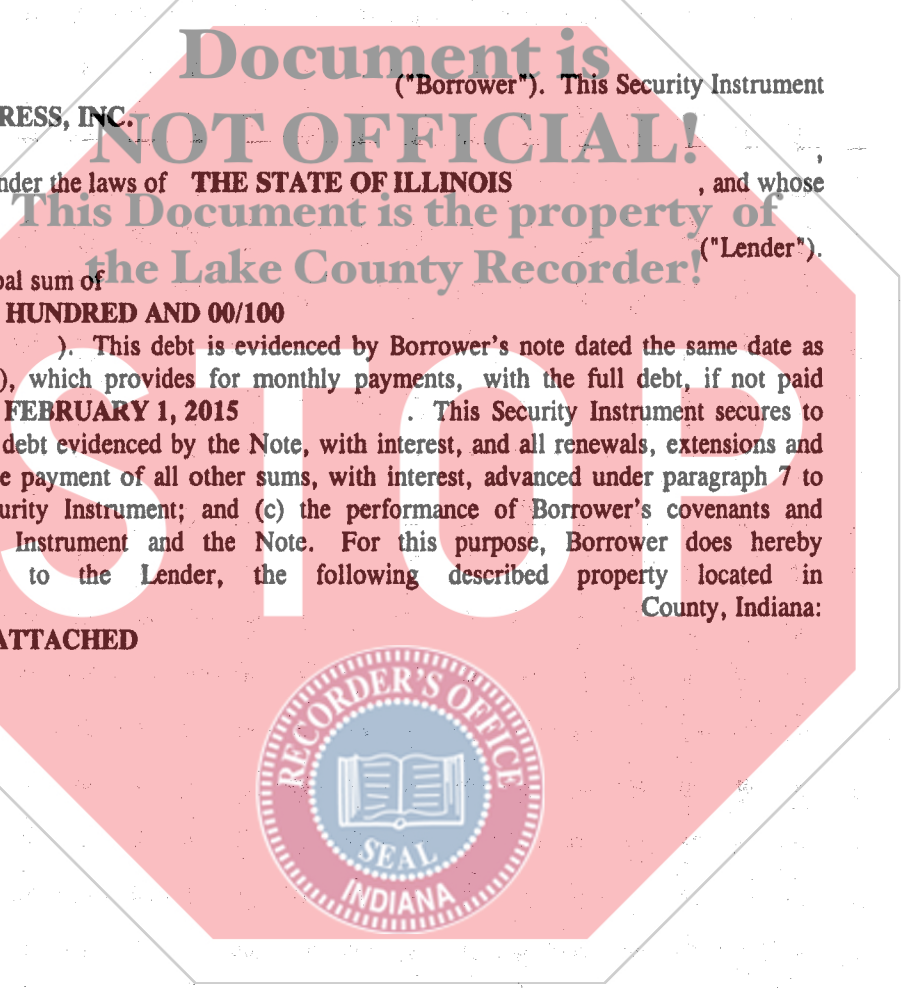 Document is
("Borrower"). This Security Instrument
RESS, INC.
NOT OFFICIAL!
,
nder the laws of THE STATE OF ILLINOIS , and whose
This Document is the property of
("Lender").
the Lake County Recorder!
pal sum of
HUNDRED AND 00/100
). This debt is evidenced by Borrower's note dated the same date as
), which provides for monthly payments, with the full debt, if not paid
FEBRUARY 1, 2015 . This Security Instrument secures to
debt evidenced by the Note, with interest, and all renewals, extensions and
e payment of all other sums, with interest, advanced under paragraph 7 to
urity Instrument; and (c) the performance of Borrower's covenants and
Instrument and the Note. For this purpose, Borrower does hereby
to the Lender, the following described property located in
County, Indiana:
STOP
ATTACHED
RECORDER'S OFFICE
SEAL
INDIANA